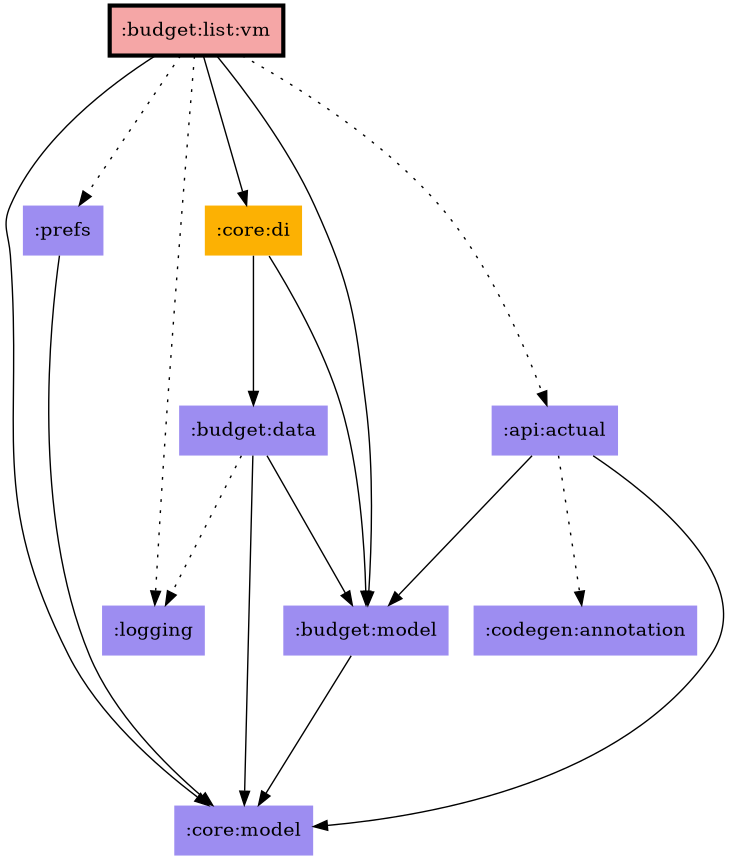 :budget:list:vm
:prefs
:core:di
:budget:data
:api:actual
:logging
:budget:model
:codegen:annotation
:core:model